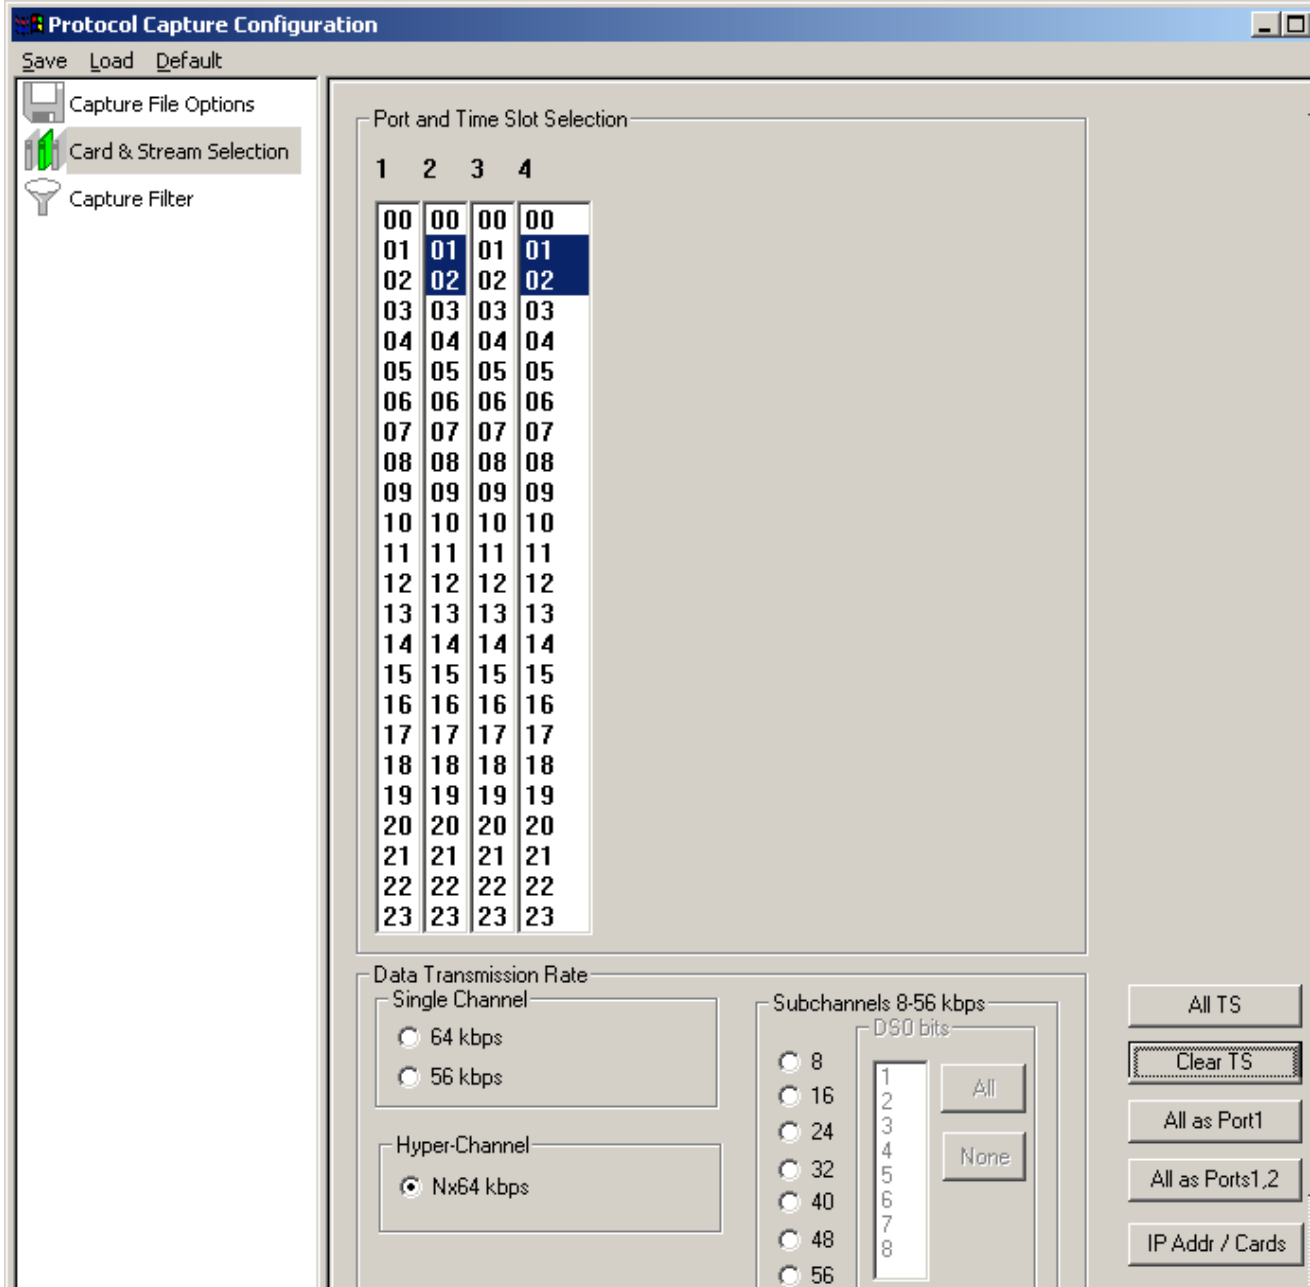 Protocol Capture Configuration
Save Load Default
Capture File Options
Card & Stream Selection
Capture Filter
Port and Time Slot Selection
1 2 3 4
00 00 00 00
01 01 01 01
02 02 02 02
03 03 03 03
04 04 04 04
05 05 05 05
06 06 06 06
07 07 07 07
08 08 08 08
09 09 09 09
10 10 10 10
11 11 11 11
12 12 12 12
13 13 13 13
14 14 14 14
15 15 15 15
16 16 16 16
17 17 17 17
18 18 18 18
19 19 19 19
20 20 20 20
21 21 21 21
22 22 22 22
23 23 23 23
Data Transmission Rate
Single Channel
64 kbps
56 kbps
Hyper-Channel
Nx64 kbps
Subchannels 8-56 kbps
8
16
24
32
40
48
56
DS0 bits
1
2
3
4
5
6
7
8
All
None
All TS
Clear TS
All as Port1
All as Ports1,2
IP Addr / Cards